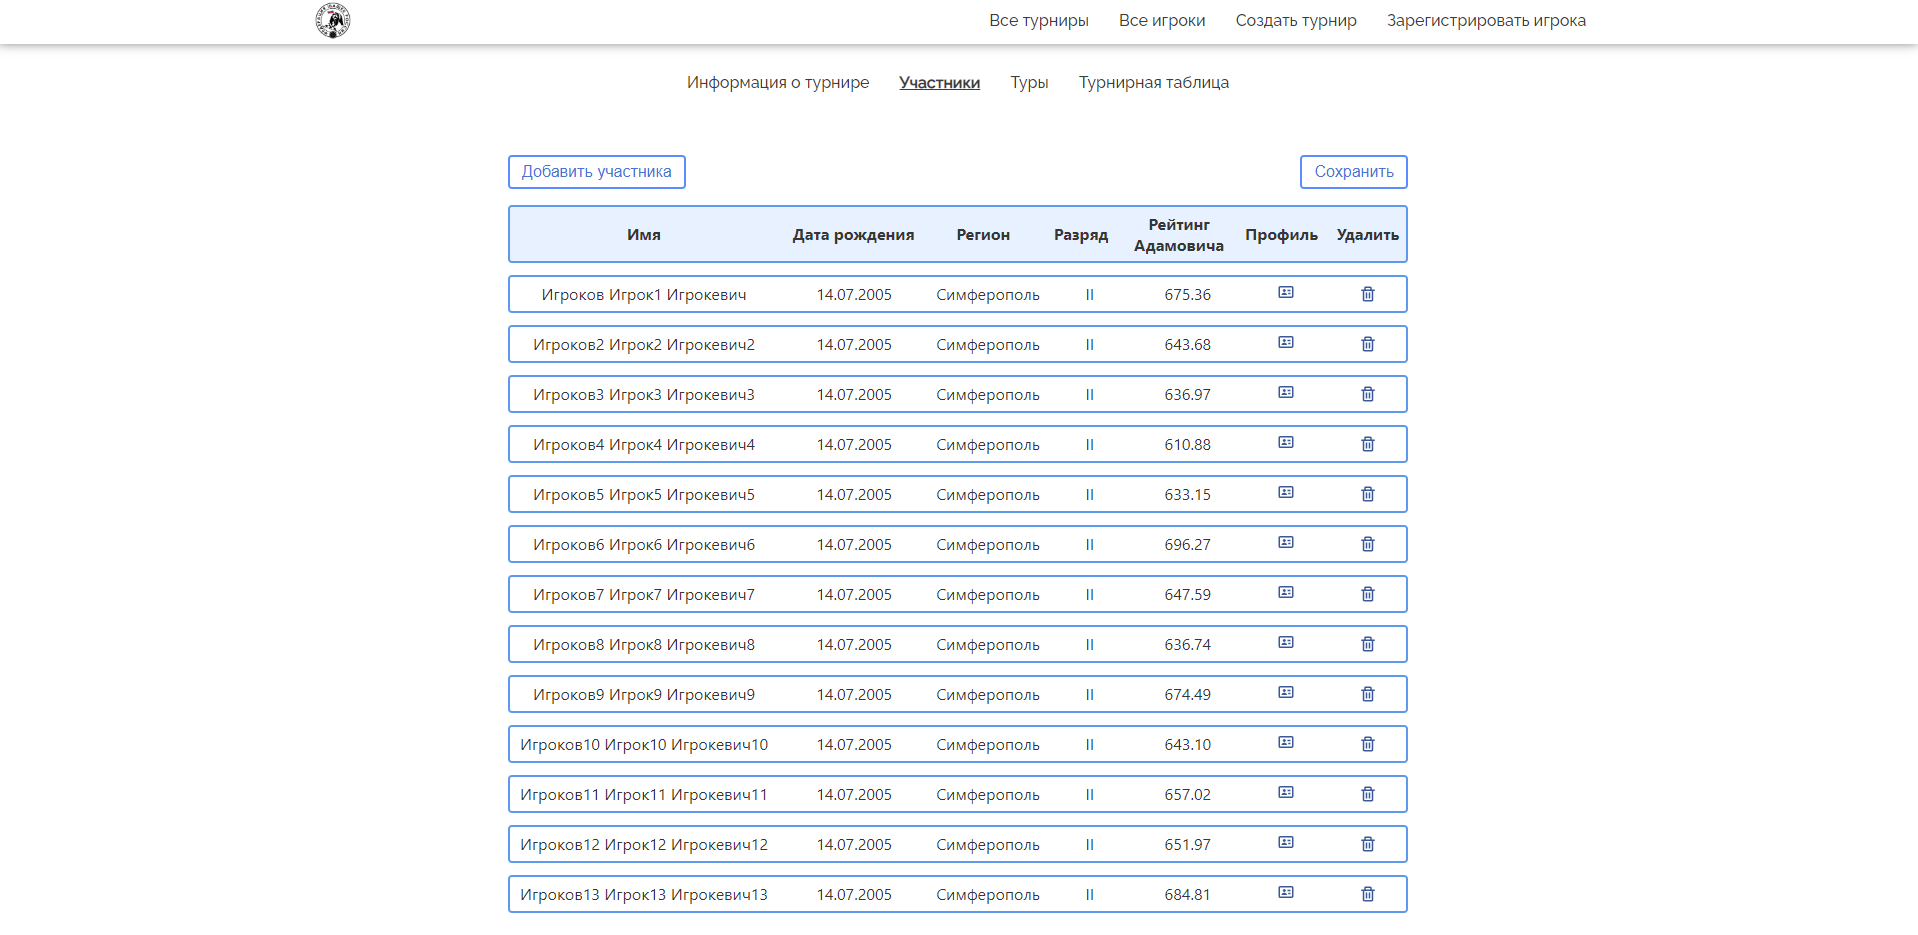 Все турниры Все игроки Создать турнир Зарегистрировать игрока
Информация о турнире Участники Туры Турнирная таблица
Добавить участника Сохранить
Имя Дата рождения Регион Разряд Рейтинг Адамовича Профиль Удалить
Игроков Игрок1 Игрокевич 14.07.2005 Симферополь II 675.36
Игроков2 Игрок2 Игрокевич2 14.07.2005 Симферополь II 643.68
Игроков3 Игрок3 Игрокевич3 14.07.2005 Симферополь II 636.97
Игроков4 Игрок4 Игрокевич4 14.07.2005 Симферополь II 610.88
Игроков5 Игрок5 Игрокевич5 14.07.2005 Симферополь II 633.15
Игроков6 Игрок6 Игрокевич6 14.07.2005 Симферополь II 696.27
Игроков7 Игрок7 Игрокевич7 14.07.2005 Симферополь II 647.59
Игроков8 Игрок8 Игрокевич8 14.07.2005 Симферополь II 636.74
Игроков9 Игрок9 Игрокевич9 14.07.2005 Симферополь II 674.49
Игроков10 Игрок10 Игрокевич10 14.07.2005 Симферополь II 643.10
Игроков11 Игрок11 Игрокевич11 14.07.2005 Симферополь II 657.02
Игроков12 Игрок12 Игрокевич12 14.07.2005 Симферополь II 651.97
Игроков13 Игрок13 Игрокевич13 14.07.2005 Симферополь II 684.81